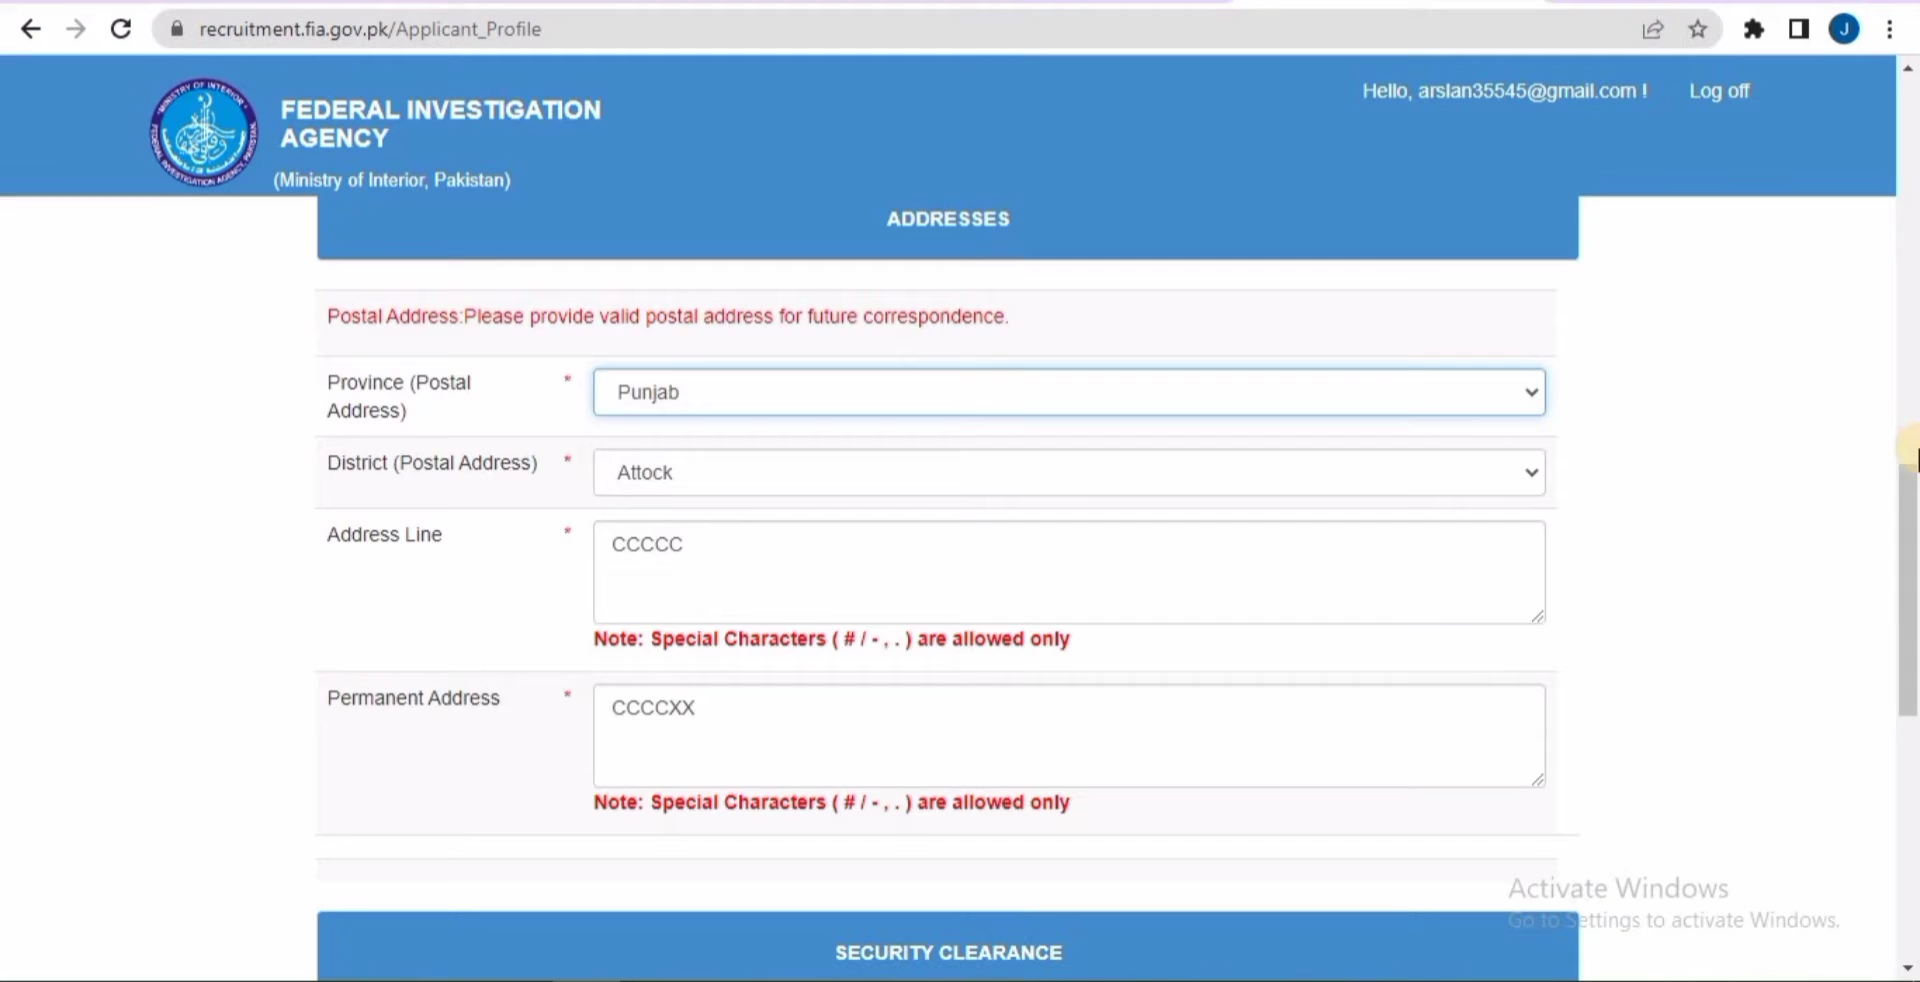 recruitment.fia.gov.pk/Applicant_Profile
J
Hello, arslan35545@gmail.com !
Log off
FEDERAL INVESTIGATION
AGENCY
(Ministry of Interior, Pakistan)
ADDRESSES
Postal Address:Please provide valid postal address for future correspondence.
Province (Postal
Address)
*
Punjab
District (Postal Address)
*
Attock
Address Line
*
CCCCC
Note: Special Characters ( # / - , . ) are allowed only
Permanent Address
*
CCCCXX
Note: Special Characters ( # / - , . ) are allowed only
Activate Windows
Go to Settings to activate Windows.
SECURITY CLEARANCE